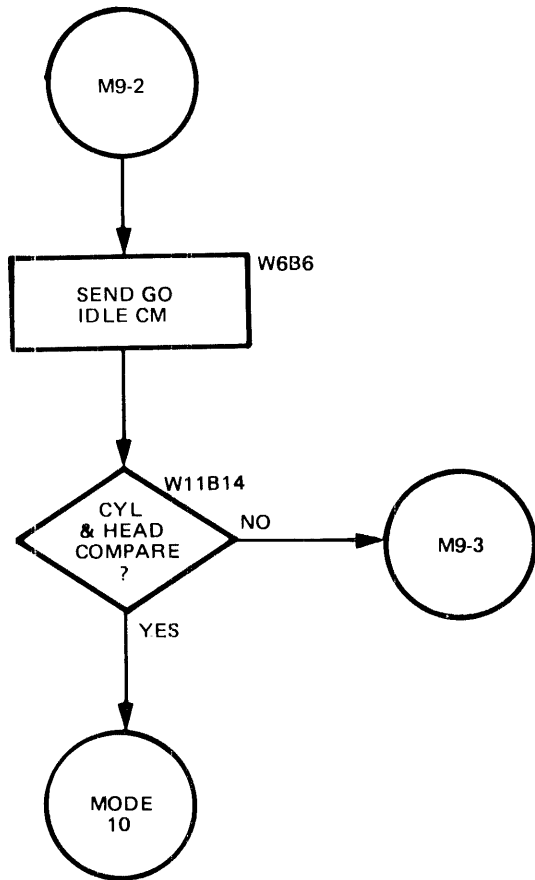 M9-2
W6B6
SEND GO
IDLE CM
W11B14
CYL
& HEAD
COMPARE
?
NO
M9-3
YES
MODE
10